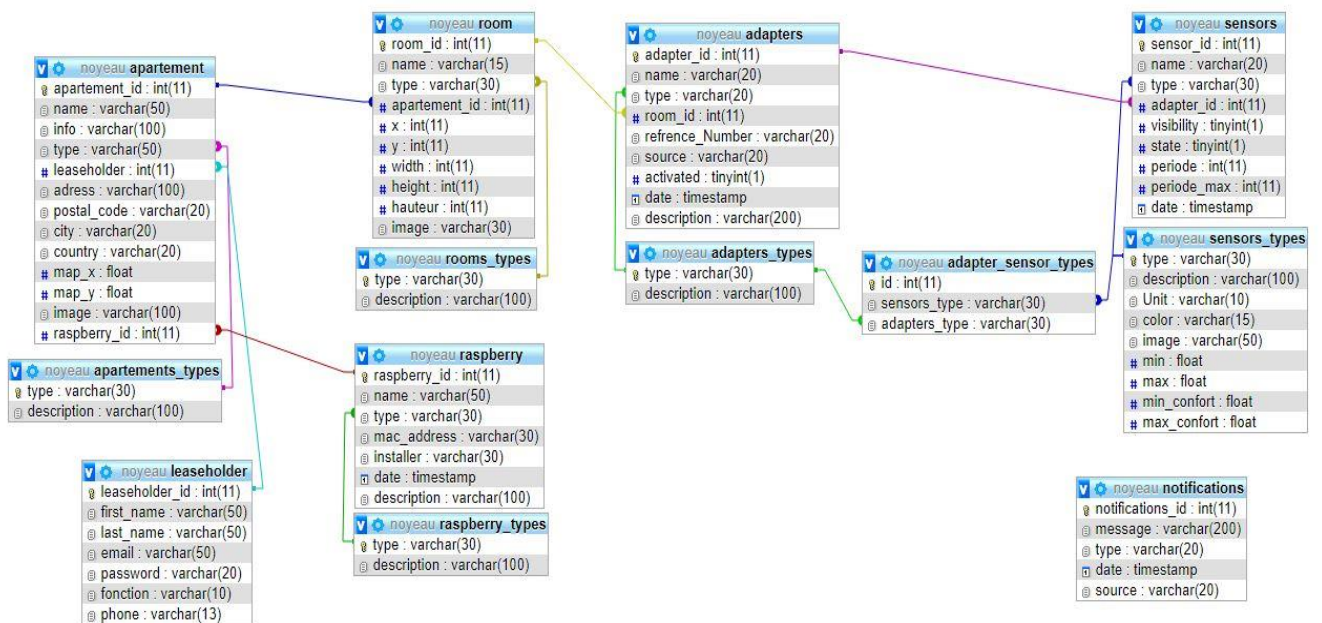 noyeau apartement
apartement_id : int(11)
name : varchar(50)
info : varchar(100)
type : varchar(50)
leaseholder : int(11)
adress : varchar(100)
postal_code : varchar(20)
city : varchar(20)
country : varchar(20)
map_x : float
map_y : float
image : varchar(100)
raspberry_id : int(11)
noyeau apartements_types
type : varchar(30)
description : varchar(100)
noyeau leaseholder
leaseholder_id : int(11)
first_name : varchar(50)
last_name : varchar(50)
email : varchar(50)
password : varchar(20)
fonction : varchar(10)
phone : varchar(13)
noyeau room
room_id : int(11)
name : varchar(15)
type : varchar(30)
apartement_id : int(11)
x : int(11)
y : int(11)
width : int(11)
height : int(11)
hauteur : int(11)
image : varchar(30)
noyeau rooms_types
type : varchar(30)
description : varchar(100)
noyeau raspberry
raspberry_id : int(11)
name : varchar(50)
type : varchar(30)
mac_address : varchar(30)
installer : varchar(30)
date : timestamp
description : varchar(100)
noyeau raspberry_types
type : varchar(30)
description : varchar(100)
noyeau adapters
adapter_id : int(11)
name : varchar(20)
type : varchar(20)
room_id : int(11)
refrence_Number : varchar(20)
source : varchar(20)
activated : tinyint(1)
date : timestamp
description : varchar(200)
noyeau adapters_types
type : varchar(30)
description : varchar(100)
noyeau adapter_sensor_types
id : int(11)
sensors_type : varchar(30)
adapters_type : varchar(30)
noyeau sensors
sensor_id : int(11)
name : varchar(20)
type : varchar(30)
adapter_id : int(11)
visibility : tinyint(1)
state : tinyint(1)
periode : int(11)
periode_max : int(11)
date : timestamp
noyeau sensors_types
type : varchar(30)
description : varchar(100)
Unit : varchar(10)
color : varchar(15)
image : varchar(50)
min : float
max : float
min_confort : float
max_confort : float
noyeau notifications
notifications_id : int(11)
message : varchar(200)
type : varchar(20)
date : timestamp
source : varchar(20)